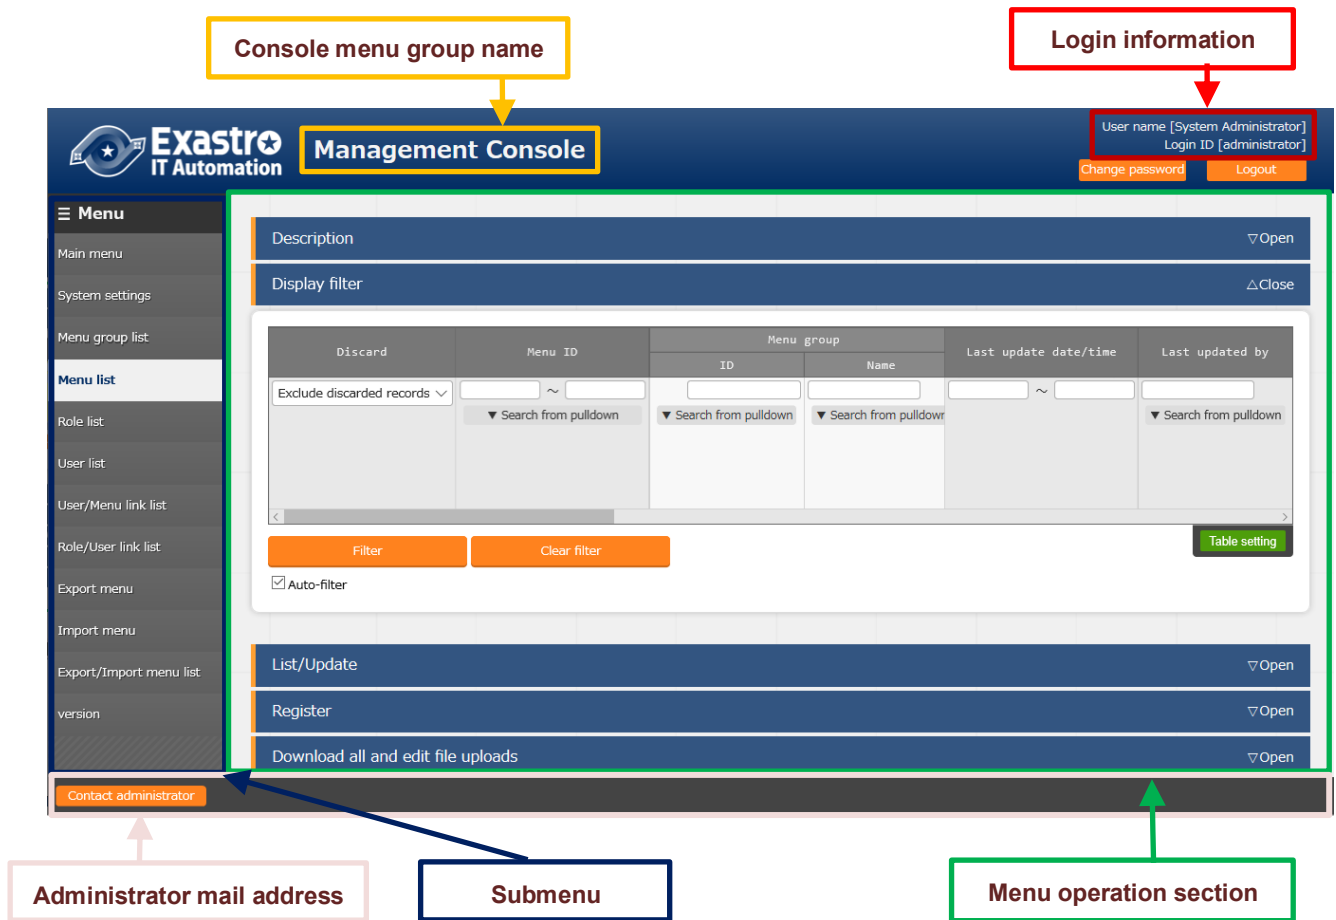 Console menu group name
Login information
Exastro
IT Automation
Management Console
User name [System Administrator]
Login ID [administrator]
Change password
Logout
☰ Menu
Main menu
System settings
Menu group list
Menu list
Role list
User list
User/Menu link list
Role/User link list
Export menu
Import menu
Export/Import menu list
version
Description
▽Open
Display filter
△Close
Discard
Menu ID
Menu group
ID
Name
Last update date/time
Last updated by
Exclude discarded records
～
～
▼ Search from pulldown
▼ Search from pulldown
▼ Search from pulldown
▼ Search from pulldown
Filter
Clear filter
Table setting
Auto-filter
List/Update
▽Open
Register
▽Open
Download all and edit file uploads
▽Open
Contact administrator
Administrator mail address
Submenu
Menu operation section